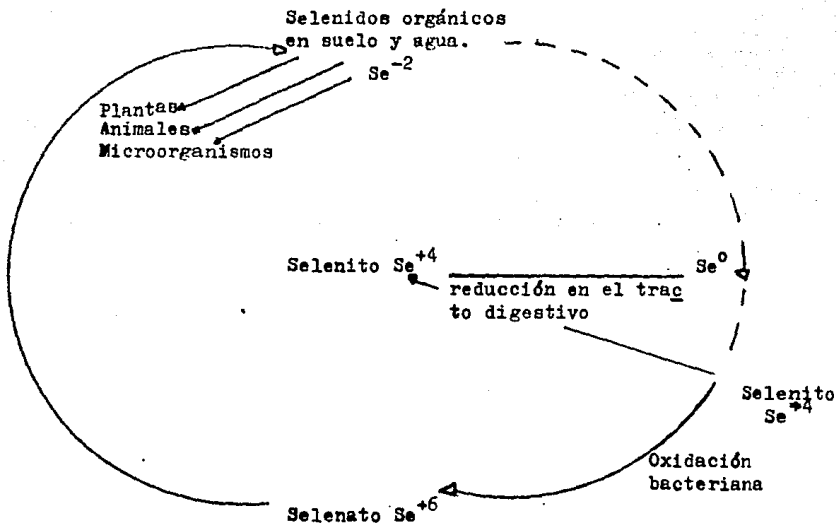 Selenidos orgánicos
en suelo y agua.
Se⁻²
Plantas
Animales
Microorganismos
Selenito Se⁺⁴
Se⁰
reducción en el trac
to digestivo
Selenito
Se⁺⁴
Oxidación
bacteriana
Selenato Se⁺⁶